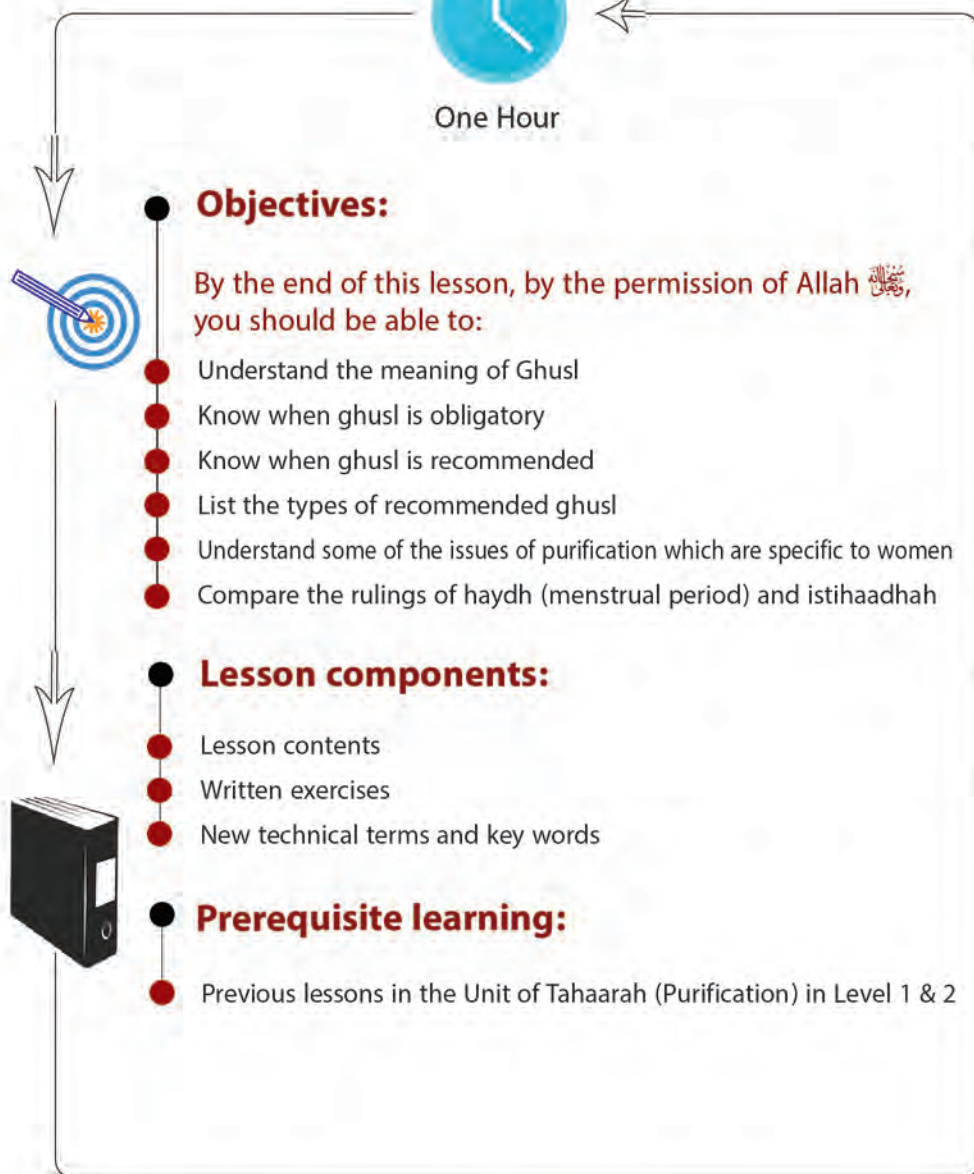 One Hour
Objectives:
By the end of this lesson, by the permission of Allah سبحانه وتعالى,
you should be able to:
Understand the meaning of Ghusl
Know when ghusl is obligatory
Know when ghusl is recommended
List the types of recommended ghusl
Understand some of the issues of purification which are specific to women
Compare the rulings of haydh (menstrual period) and istihaadhah
Lesson components:
Lesson contents
Written exercises
New technical terms and key words
Prerequisite learning:
Previous lessons in the Unit of Tahaarah (Purification) in Level 1 & 2